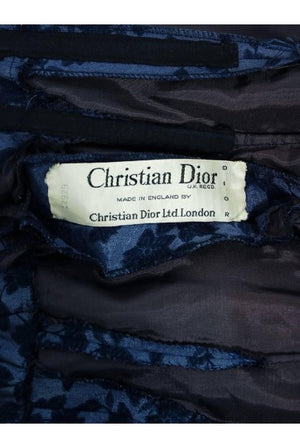 Christian Dior
U.K. REGD.
MADE IN ENGLAND BY
Christian Dior Ltd. London
D
I
O
R